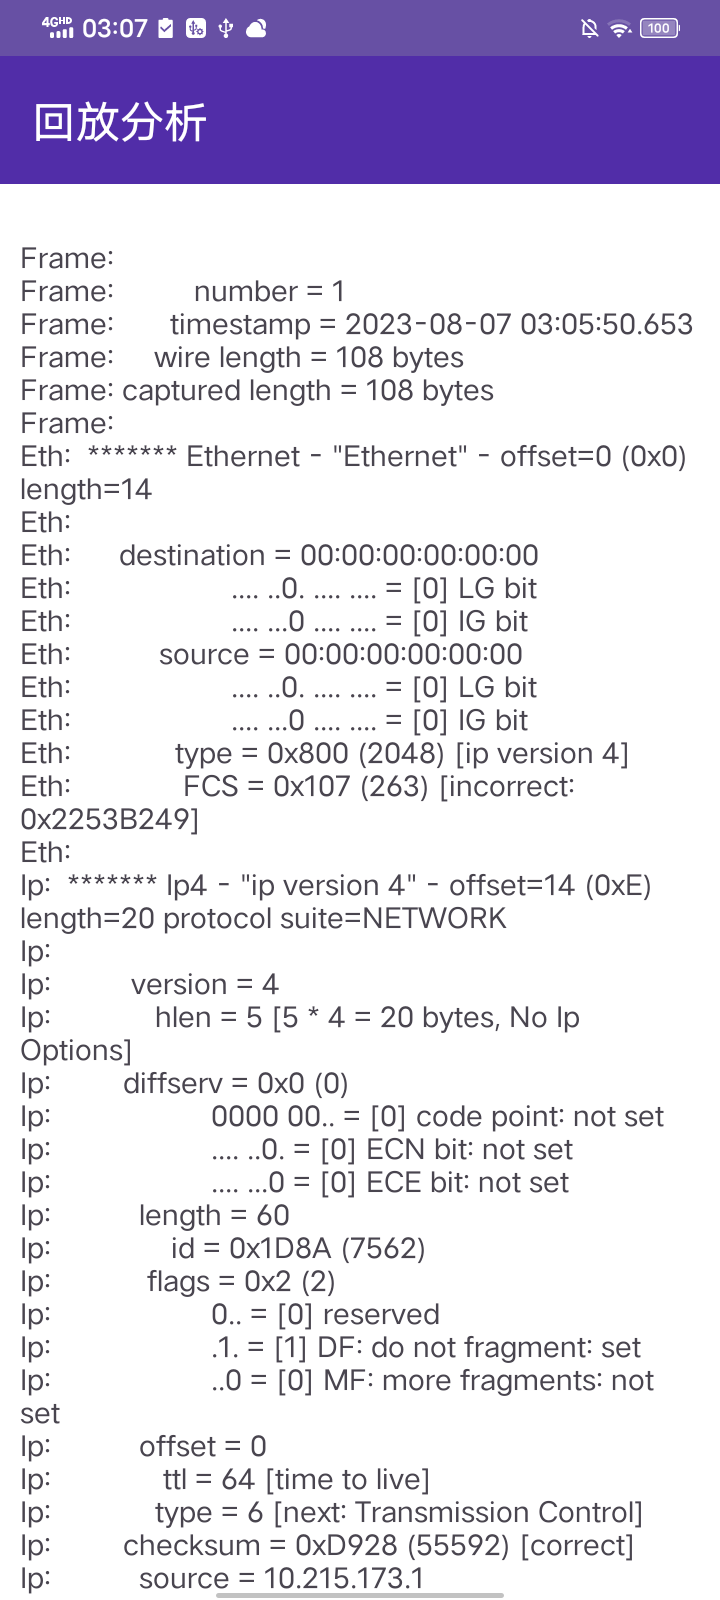 4GHD 03:07 100
回放分析
Frame:
Frame: number = 1
Frame: timestamp = 2023-08-07 03:05:50.653
Frame: wire length = 108 bytes
Frame: captured length = 108 bytes
Frame:
Eth: ******* Ethernet - "Ethernet" - offset=0 (0x0)
length=14
Eth:
Eth: destination = 00:00:00:00:00:00
Eth: .... ..0. .... .... = [0] LG bit
Eth: .... ...0 .... .... = [0] IG bit
Eth: source = 00:00:00:00:00:00
Eth: .... ..0. .... .... = [0] LG bit
Eth: .... ...0 .... .... = [0] IG bit
Eth: type = 0x800 (2048) [ip version 4]
Eth: FCS = 0x107 (263) [incorrect:
0x2253B249]
Eth:
Ip: ******* Ip4 - "ip version 4" - offset=14 (0xE)
length=20 protocol suite=NETWORK
Ip:
Ip: version = 4
Ip: hlen = 5 [5 * 4 = 20 bytes, No Ip
Options]
Ip: diffserv = 0x0 (0)
Ip: 0000 00.. = [0] code point: not set
Ip: .... ..0. = [0] ECN bit: not set
Ip: .... ...0 = [0] ECE bit: not set
Ip: length = 60
Ip: id = 0x1D8A (7562)
Ip: flags = 0x2 (2)
Ip: 0.. = [0] reserved
Ip: .1. = [1] DF: do not fragment: set
Ip: ..0 = [0] MF: more fragments: not
set
Ip: offset = 0
Ip: ttl = 64 [time to live]
Ip: type = 6 [next: Transmission Control]
Ip: checksum = 0xD928 (55592) [correct]
Ip: source = 10.215.173.1